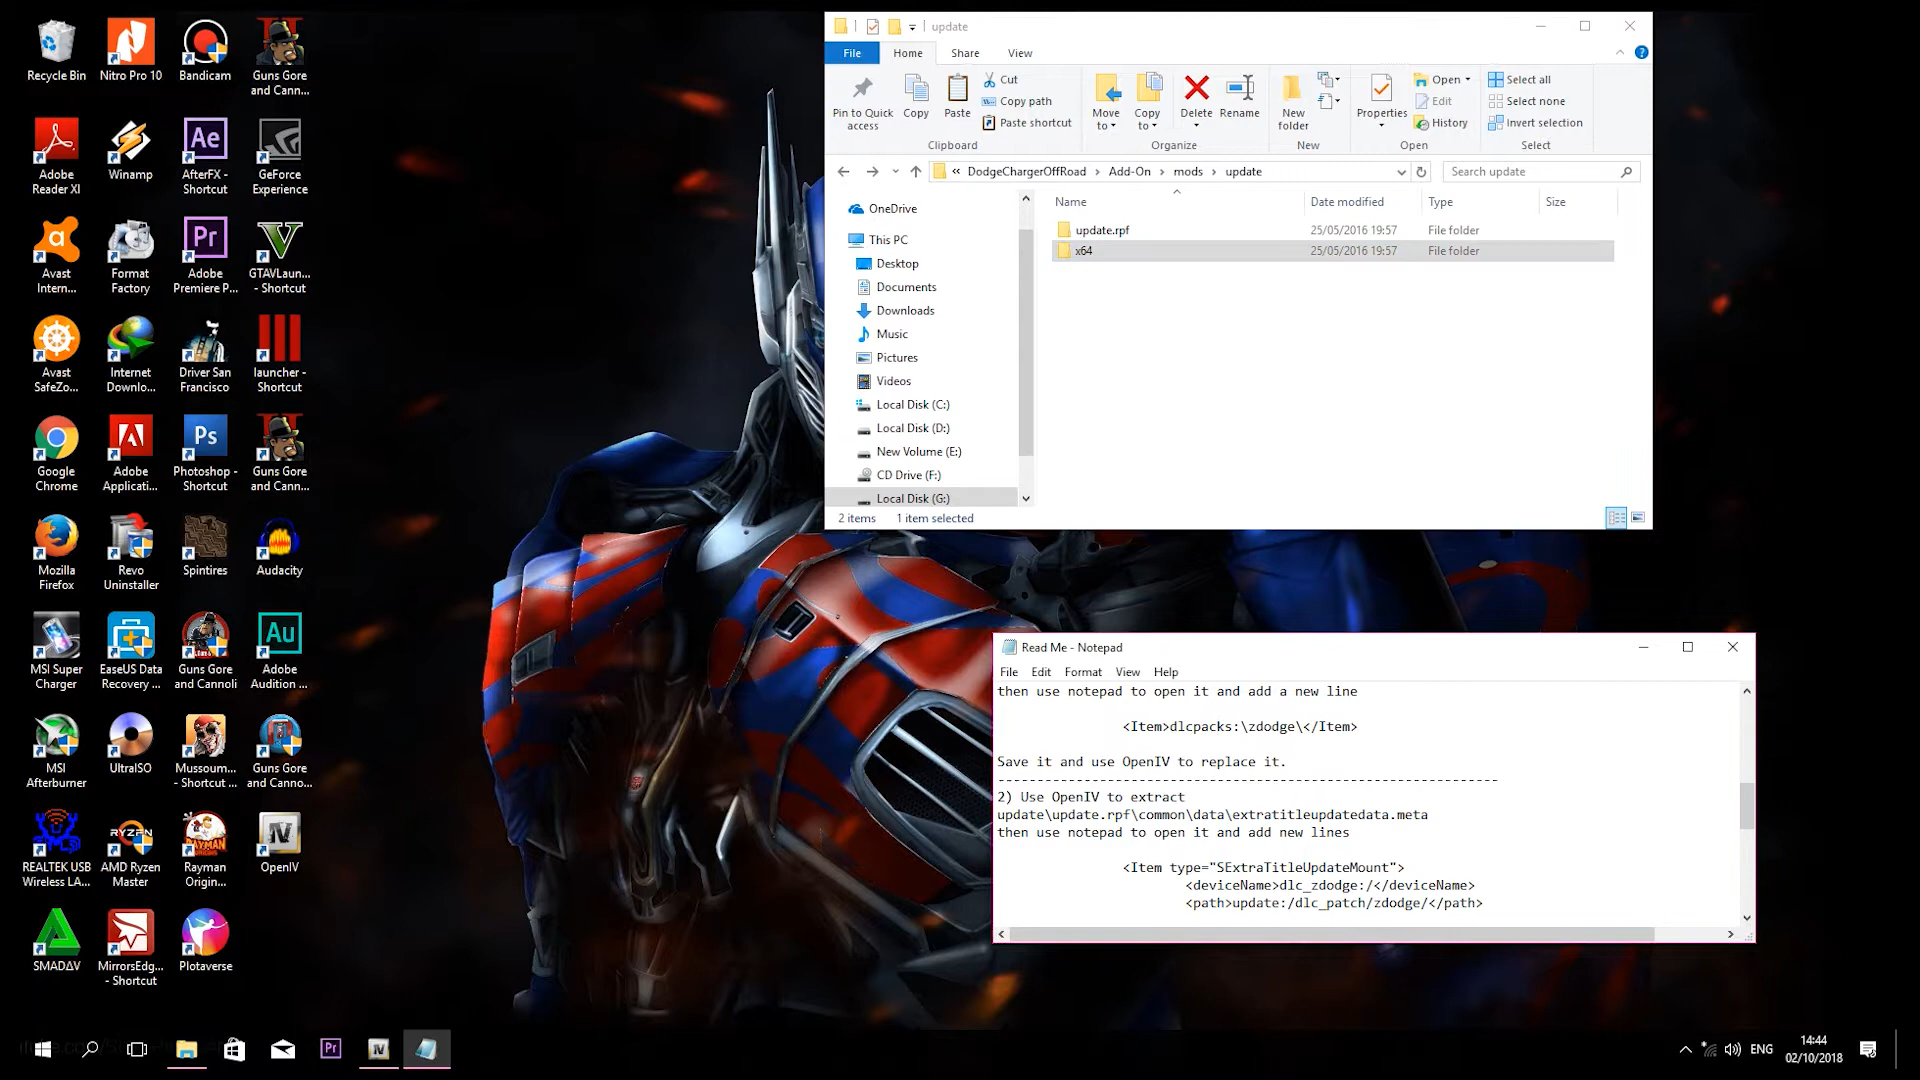 Recycle Bin
Nitro Pro 10
Bandicam
Guns Gore
and Cann...
Adobe
Reader XI
Winamp
AfterFX -
Shortcut
GeForce
Experience
Avast
Intern...
Format
Factory
Adobe
Premiere P...
GTAVLaun...
- Shortcut
Avast
SafeZo...
Internet
Downlo...
Driver San
Francisco
launcher -
Shortcut
Google
Chrome
Adobe
Applicati...
Photoshop -
Shortcut
Guns Gore
and Cann...
Mozilla
Firefox
Revo
Uninstaller
Spintires
Audacity
MSI Super
Charger
EaseUS Data
Recovery ...
Guns Gore
and Cannoli
Adobe
Audition ...
MSI
Afterburner
UltraISO
Mussoum...
- Shortcut ...
Guns Gore
and Canno...
REALTEK USB
Wireless LA...
AMD Ryzen
Master
Rayman
Origin...
OpenIV
SMADΔV
MirrorsEdg...
- Shortcut
Plotaverse
update
File Home Share View
Pin to Quick
access
Copy
Paste
Cut
Copy path
Paste shortcut
Clipboard
Move
to
Copy
to
Delete
Rename
Organize
New
folder
New
Properties
Open
Edit
History
Open
Select all
Select none
Invert selection
Select
« DodgeChargerOffRoad › Add-On › mods › update
Search update
OneDrive
This PC
Desktop
Documents
Downloads
Music
Pictures
Videos
Local Disk (C:)
Local Disk (D:)
New Volume (E:)
CD Drive (F:)
Local Disk (G:)
Name Date modified Type Size
update.rpf 25/05/2016 19:57 File folder
x64 25/05/2016 19:57 File folder
2 items 1 item selected
Read Me - Notepad
File Edit Format View Help
then use notepad to open it and add a new line
<Item>dlcpacks:\zdodge\</Item>
Save it and use OpenIV to replace it.
----------------------------------------------------------------
2) Use OpenIV to extract
update\update.rpf\common\data\extratitleupdatedata.meta
then use notepad to open it and add new lines
<Item type="SExtraTitleUpdateMount">
<deviceName>dlc_zdodge:/</deviceName>
<path>update:/dlc_patch/zdodge/</path>
ENG
14:44
02/10/2018